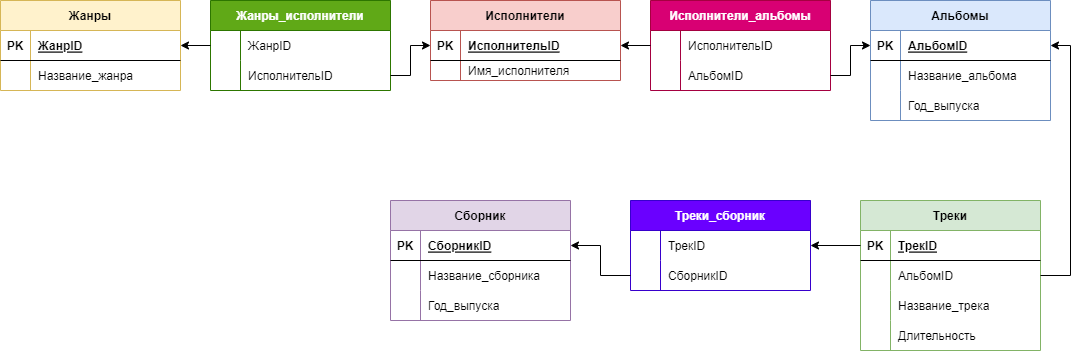 Жанры
PK ЖанрID
Название_жанра
Жанры_исполнители
ЖанрID
ИсполнительID
Исполнители
PK ИсполнительID
Имя_исполнителя
Исполнители_альбомы
ИсполнительID
АльбомID
Альбомы
PK АльбомID
Название_альбома
Год_выпуска
Сборник
PK СборникID
Название_сборника
Год_выпуска
Треки_сборник
ТрекID
СборникID
Треки
PK ТрекID
АльбомID
Название_трека
Длительность